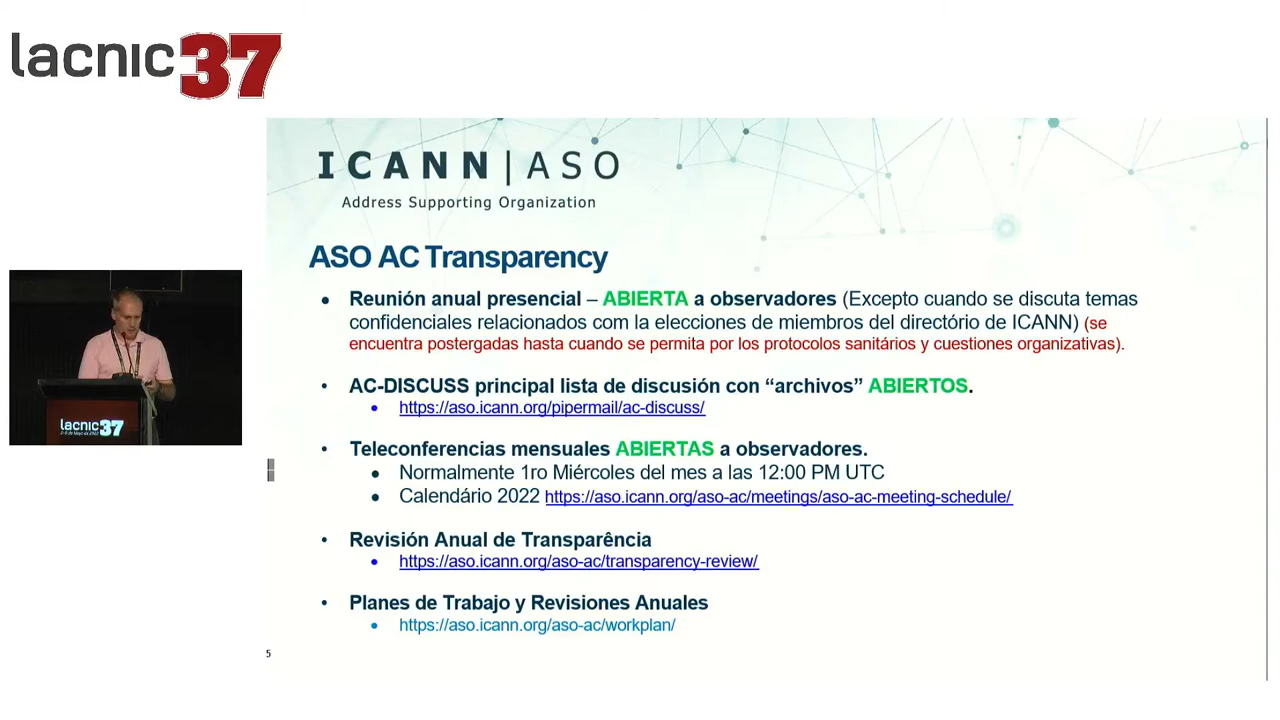 lacnic 37
ICANN | ASO
Address Supporting Organization
ASO AC Transparency
• Reunión anual presencial – ABIERTA a observadores (Excepto cuando se discuta temas
confidenciales relacionados com la elecciones de miembros del directório de ICANN) (se
encuentra postergadas hasta cuando se permita por los protocolos sanitários y cuestiones organizativas).
• AC-DISCUSS principal lista de discusión con “archivos” ABIERTOS.
• https://aso.icann.org/pipermail/ac-discuss/
• Teleconferencias mensuales ABIERTAS a observadores.
• Normalmente 1ro Miércoles del mes a las 12:00 PM UTC
• Calendário 2022 https://aso.icann.org/aso-ac/meetings/aso-ac-meeting-schedule/
• Revisión Anual de Transparência
• https://aso.icann.org/aso-ac/transparency-review/
• Planes de Trabajo y Revisiones Anuales
• https://aso.icann.org/aso-ac/workplan/
5
lacnic 37